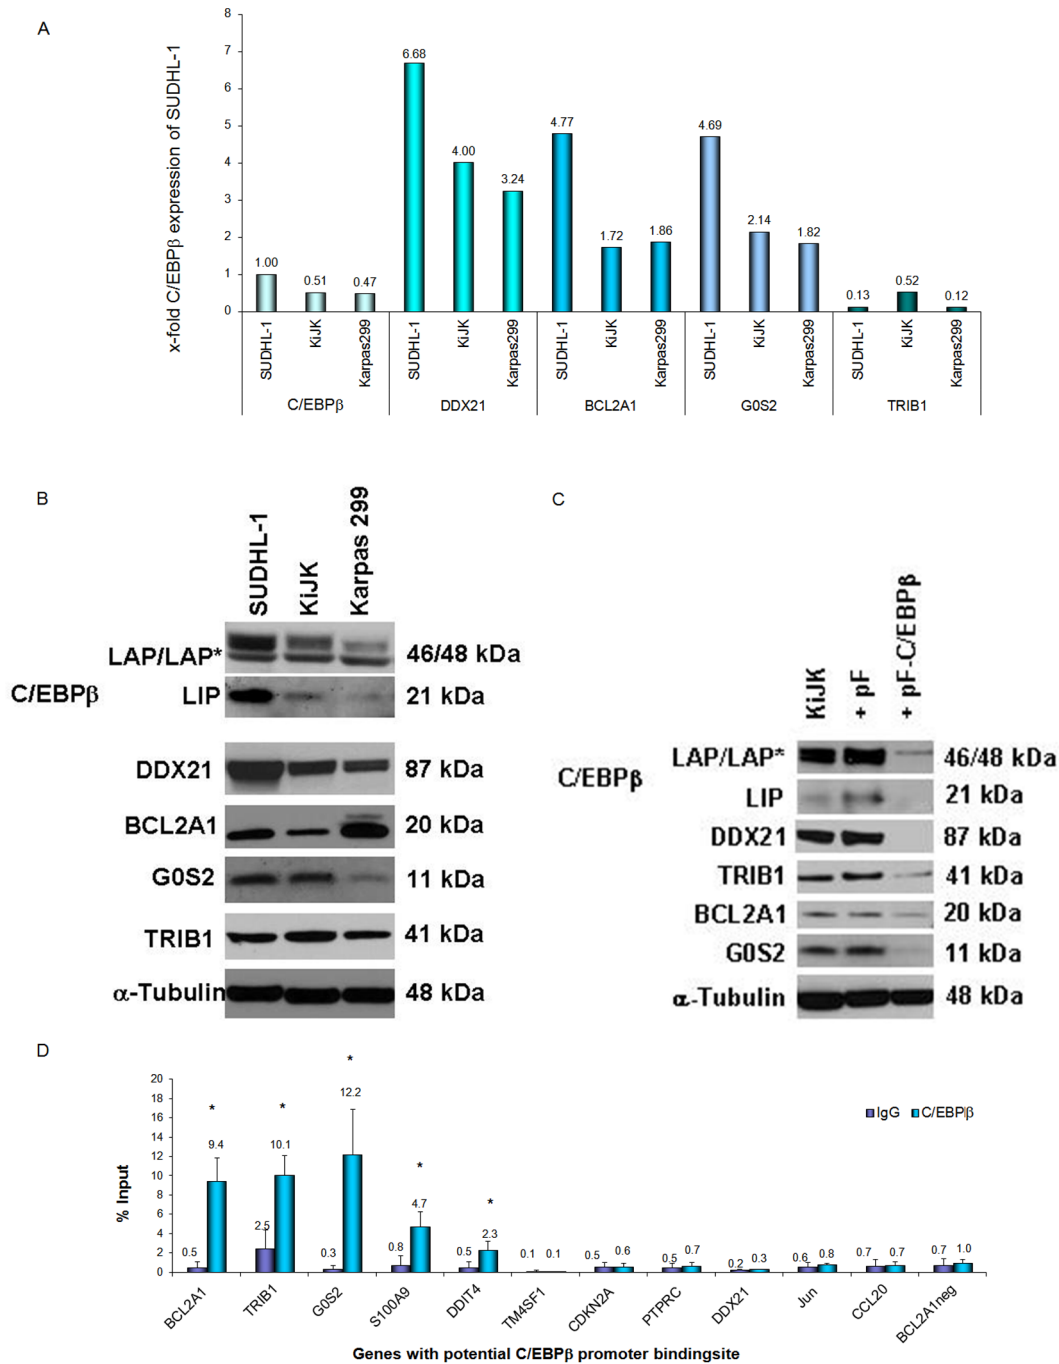 A
x-fold C/EBPβ expression of SUDHL-1
8
7
6
5
4
3
2
1
0
1.00
0.51
0.47
6.68
4.00
3.24
4.77
1.72
1.86
4.69
2.14
1.82
0.13
0.52
0.12
SUDHL-1
KiJK
Karpas299
SUDHL-1
KiJK
Karpas299
SUDHL-1
KiJK
Karpas299
SUDHL-1
KiJK
Karpas299
SUDHL-1
KiJK
Karpas299
C/EBPβ
DDX21
BCL2A1
G0S2
TRIB1
B
SUDHL-1
KiJK
Karpas 299
C/EBPβ
LAP/LAP* 46/48 kDa
LIP 21 kDa
DDX21 87 kDa
BCL2A1 20 kDa
G0S2 11 kDa
TRIB1 41 kDa
α-Tubulin 48 kDa
C
KiJK
+ pF
+ pF-C/EBPβ
C/EBPβ
LAP/LAP* 46/48 kDa
LIP 21 kDa
DDX21 87 kDa
TRIB1 41 kDa
BCL2A1 20 kDa
G0S2 11 kDa
α-Tubulin 48 kDa
D
% Input
20
18
16
14
12
10
8
6
4
2
0
IgG C/EBPβ
* * * * *
0.5 9.4
2.5 10.1
0.3 12.2
0.8 4.7
0.5 2.3
0.1 0.1
0.5 0.6
0.5 0.7
0.2 0.3
0.6 0.8
0.7 0.7
0.7 1.0
BCL2A1
TRIB1
G0S2
S100A9
DDIT4
TM4SF1
CDKN2A
PTPRC
DDX21
Jun
CCL20
BCL2A1neg
Genes with potential C/EBPβ promoter bindingsite